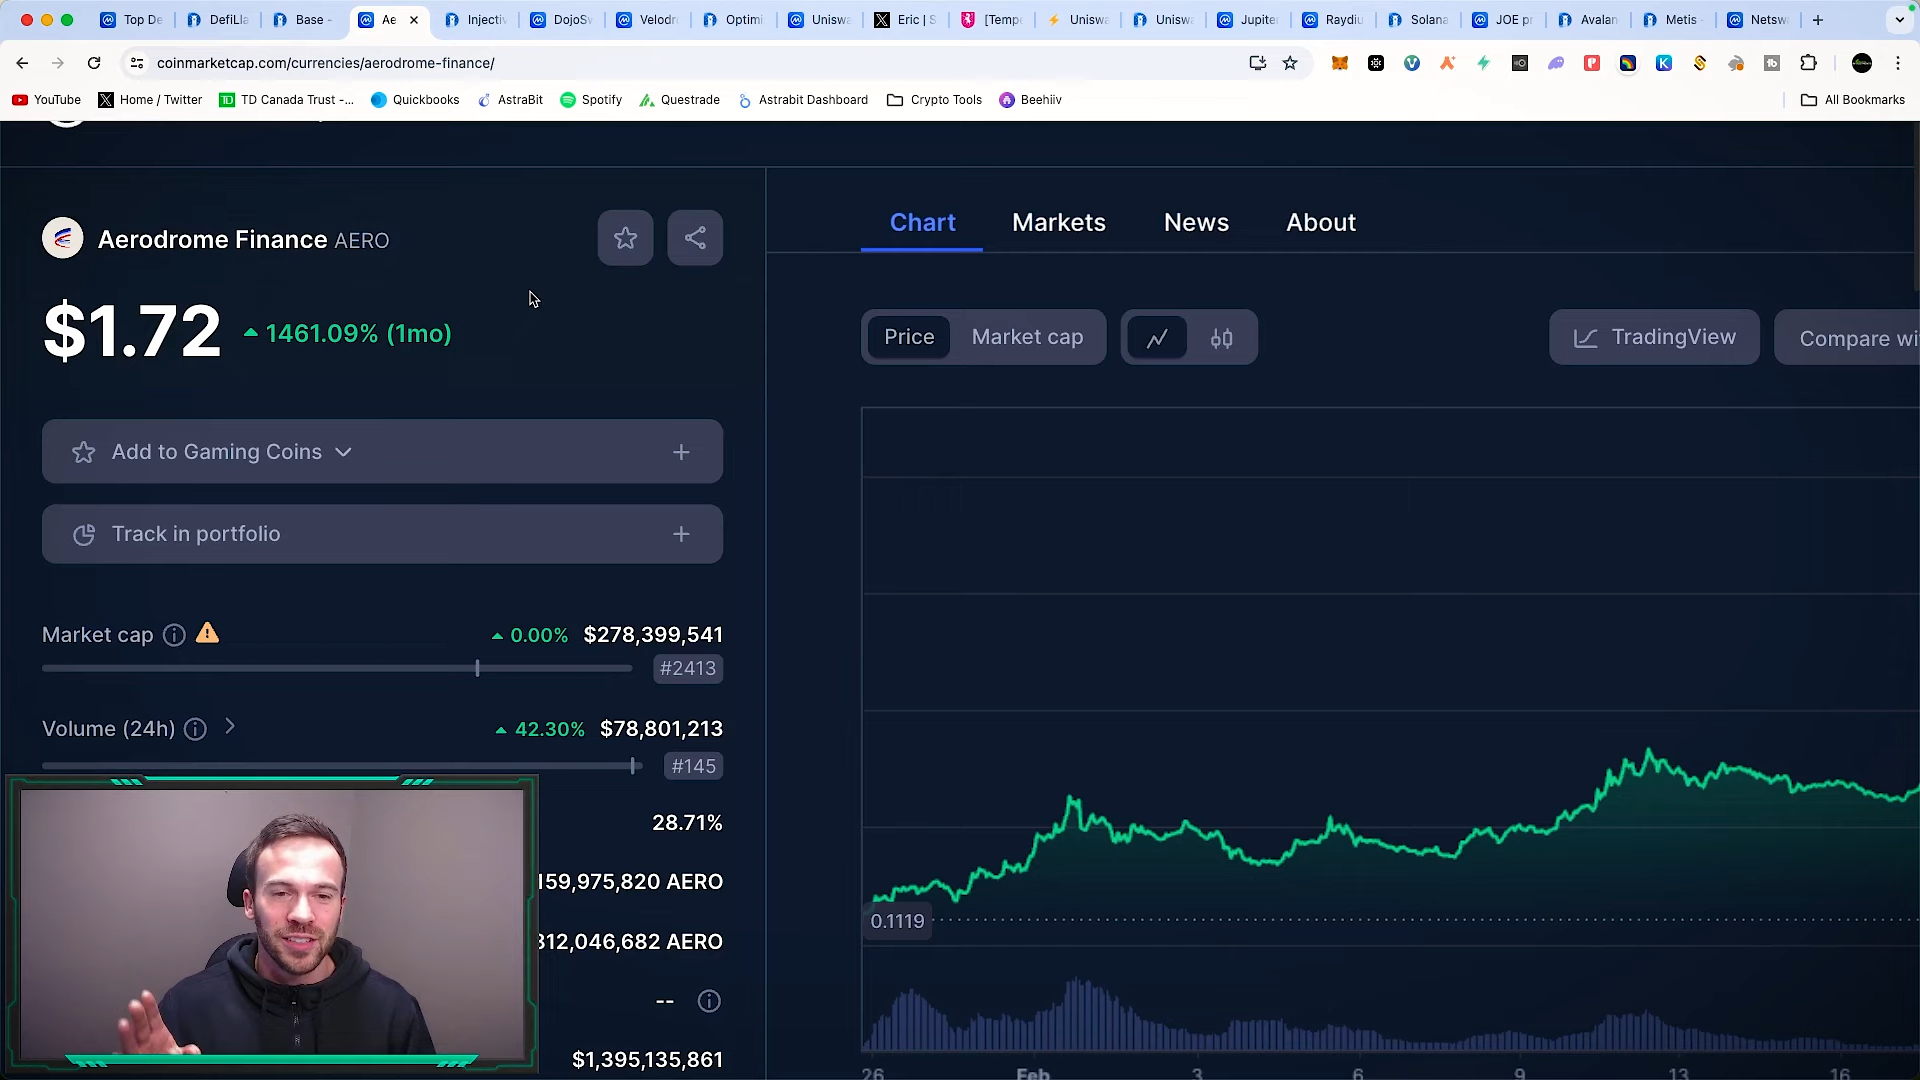 Top De
DefiLla
Base -
Ae
Injectiv
DojoSw
Velodr
Optimi
Uniswa
Eric | S
[Tempe
Uniswa
Uniswa
Jupiter
Raydiu
Solana
JOE pr
Avalan
Metis -
Netswa
coinmarketcap.com/currencies/aerodrome-finance/
YouTube
Home / Twitter
TD Canada Trust -...
Quickbooks
AstraBit
Spotify
Questrade
Astrabit Dashboard
Crypto Tools
Beehiiv
All Bookmarks
Aerodrome Finance AERO
$1.72 1461.09% (1mo)
Add to Gaming Coins
Track in portfolio
Market cap 0.00% $278,399,541
#2413
Volume (24h) 42.30% $78,801,213
#145
28.71%
159,975,820 AERO
312,046,682 AERO
--
$1,395,135,861
Chart Markets News About
Price Market cap
TradingView
Compare wi
0.1119
26 Feb 3 6 9 13 16